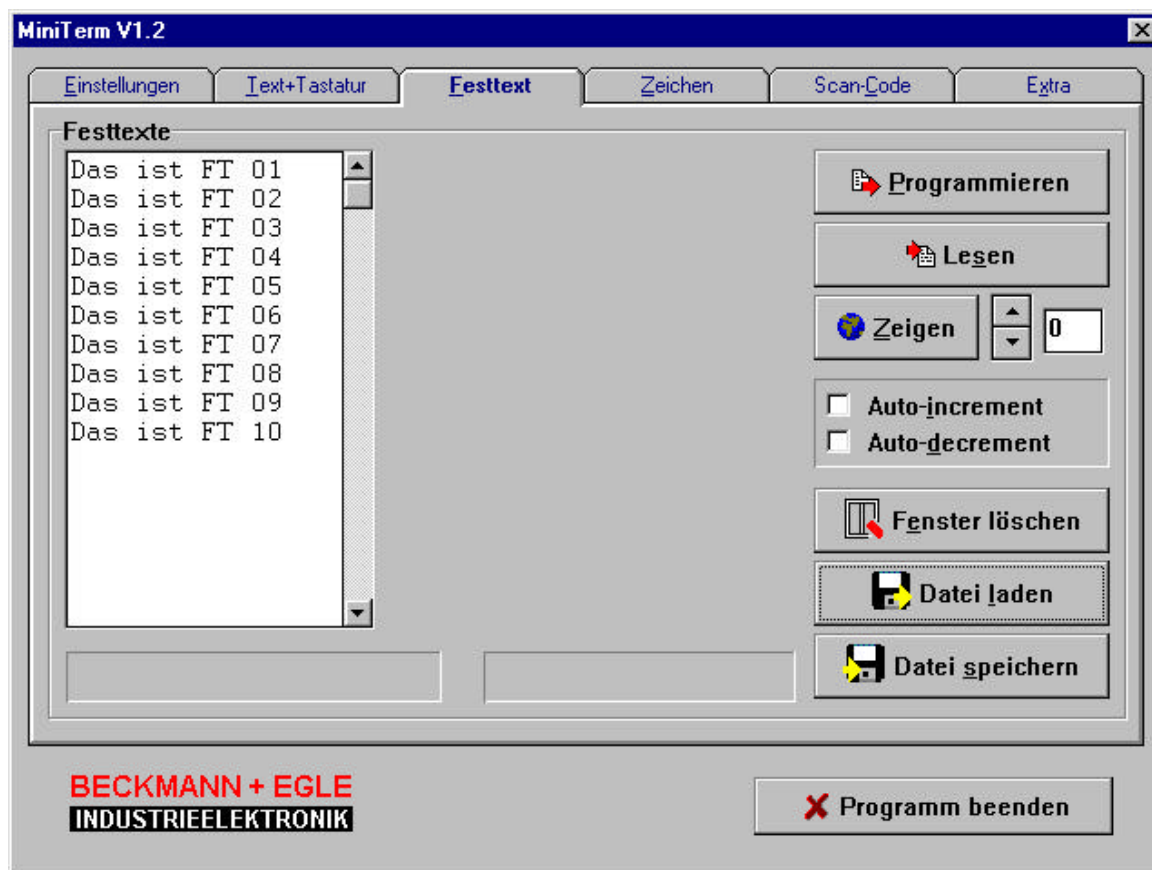 MiniTerm V1.2
Einstellungen
Text+Tastatur
Festtext
Zeichen
Scan-Code
Extra
Festtexte
Das ist FT 01
Das ist FT 02
Das ist FT 03
Das ist FT 04
Das ist FT 05
Das ist FT 06
Das ist FT 07
Das ist FT 08
Das ist FT 09
Das ist FT 10
Programmieren
Lesen
Zeigen
0
Auto-increment
Auto-decrement
Fenster löschen
Datei laden
Datei speichern
BECKMANN + EGLE
INDUSTRIEELEKTRONIK
Programm beenden